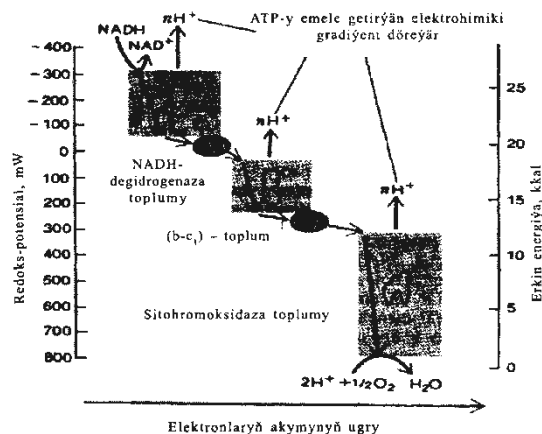 ATP-y emele getirýän elektrohimiki
gradiýent döreýär
nH⁺
NADH
NAD⁺
nH⁺
nH⁺
Redoks-potensial, mW
- 400
- 300
- 200
- 100
0
100
200
300
400
500
600
700
800
NADH-
degidrogenaza
toplumy
(b-c₁) – toplum
Sitohromoksidaza toplumy
2H⁺ +1/2O₂
H₂O
25
20
15
10
5
0
Erkin energiýa, kkal
Elektronlaryň akymynyň ugry